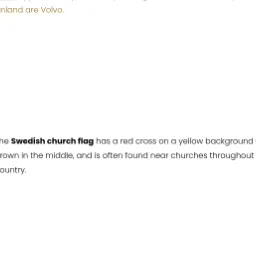 nland are Volvo.
he Swedish church flag has a red cross on a yellow background
rown in the middle, and is often found near churches throughout
ountry.